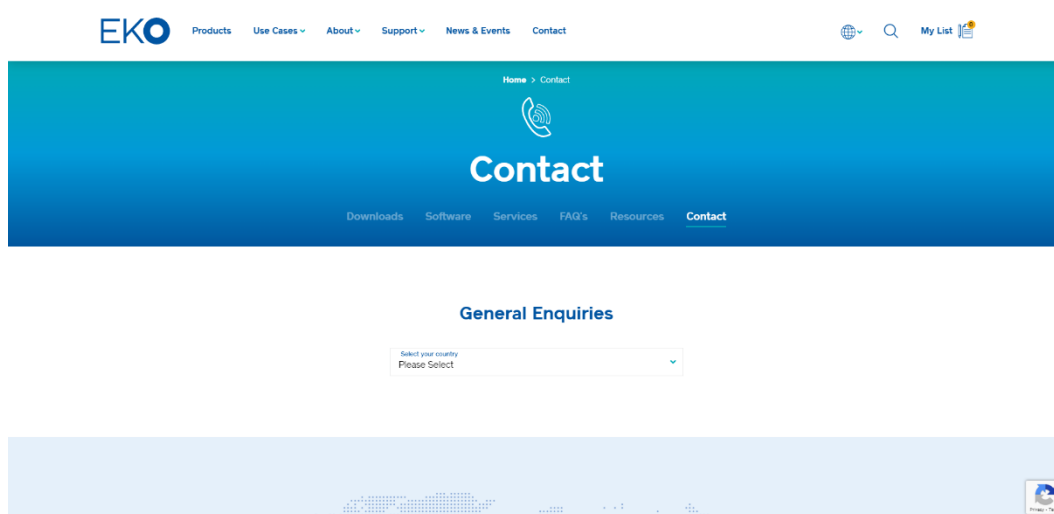 EKO Products Use Cases About Support News & Events Contact My List
Home > Contact
Contact
Downloads Software Services FAQ's Resources Contact
General Enquiries
Select your country
Please Select